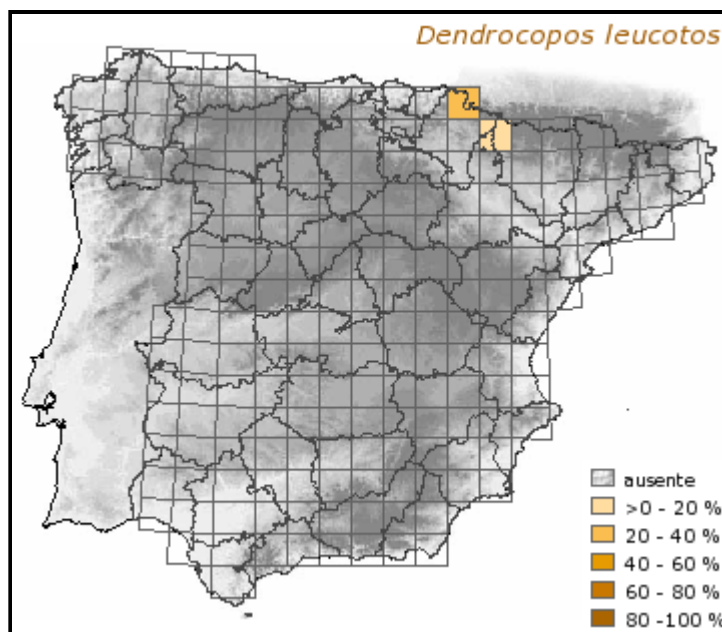 Dendrocopos leucotos
ausente
>0 - 20 %
20 - 40 %
40 - 60 %
60 - 80 %
80 -100 %